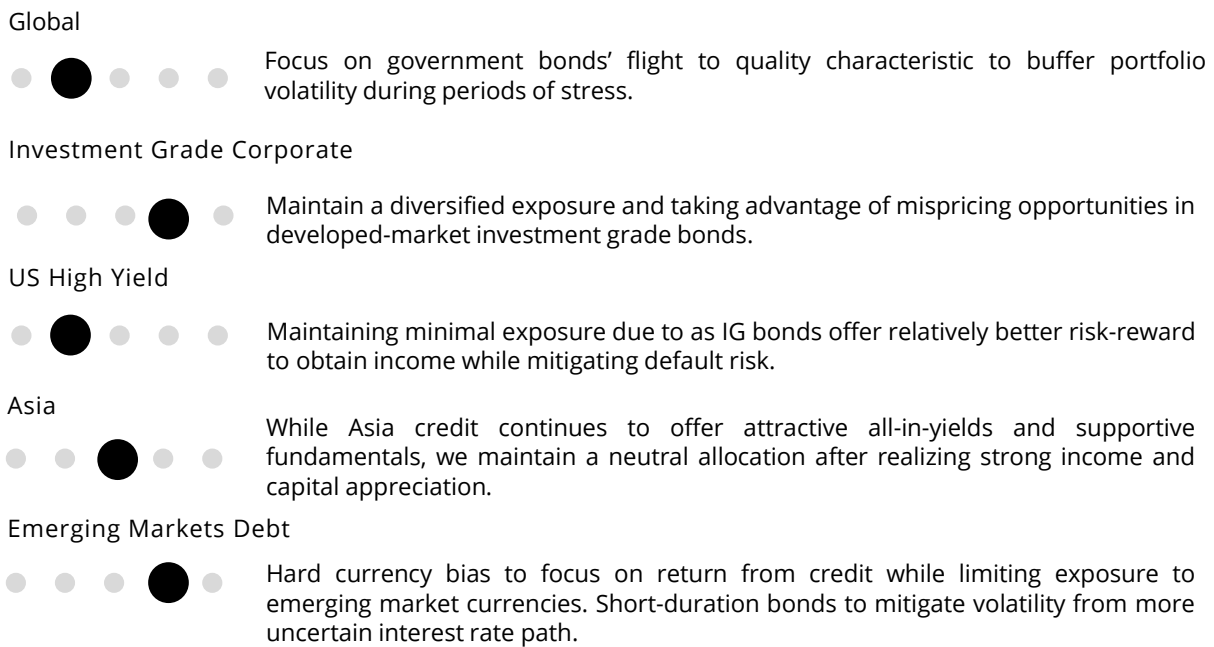 Global
Focus on government bonds’ flight to quality characteristic to buffer portfolio
volatility during periods of stress.
Investment Grade Corporate
Maintain a diversified exposure and taking advantage of mispricing opportunities in
developed-market investment grade bonds.
US High Yield
Maintaining minimal exposure due to as IG bonds offer relatively better risk-reward
to obtain income while mitigating default risk.
Asia
While Asia credit continues to offer attractive all-in-yields and supportive
fundamentals, we maintain a neutral allocation after realizing strong income and
capital appreciation.
Emerging Markets Debt
Hard currency bias to focus on return from credit while limiting exposure to
emerging market currencies. Short-duration bonds to mitigate volatility from more
uncertain interest rate path.